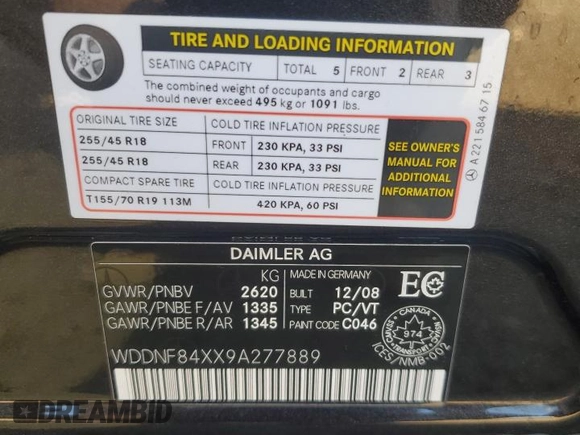 TIRE AND LOADING INFORMATION
SEATING CAPACITY TOTAL 5 FRONT 2 REAR 3
The combined weight of occupants and cargo
should never exceed 495 kg or 1091 lbs.
ORIGINAL TIRE SIZE COLD TIRE INFLATION PRESSURE
255/45 R18 FRONT 230 KPA, 33 PSI
255/45 R18 REAR 230 KPA, 33 PSI
COMPACT SPARE TIRE COLD TIRE INFLATION PRESSURE
T155/70 R19 113M 420 KPA, 60 PSI
SEE OWNER'S
MANUAL FOR
ADDITIONAL
INFORMATION
A 221 584 67 15
DAIMLER AG
KG MADE IN GERMANY
GVWR/PNBV 2620 BUILT 12/08
GAWR/PNBE F/AV 1335 TYPE PC/VT
GAWR/PNBE R/AR 1345 PAINT CODE C046
EC
CANADA
974
TRANSPORT
ICES/NMB-002
WDDNF84XX9A277889
DREAMBID